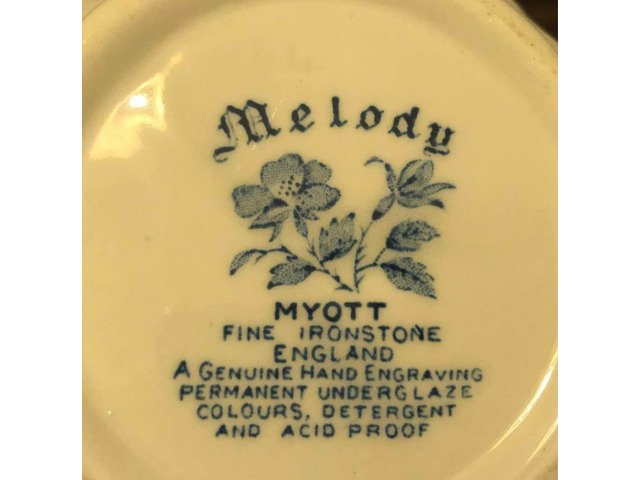 Melody
MYOTT
FINE IRONSTONE
ENGLAND
A GENUINE HAND ENGRAVING
PERMANENT UNDERGLAZE
COLOURS, DETERGENT
AND ACID PROOF